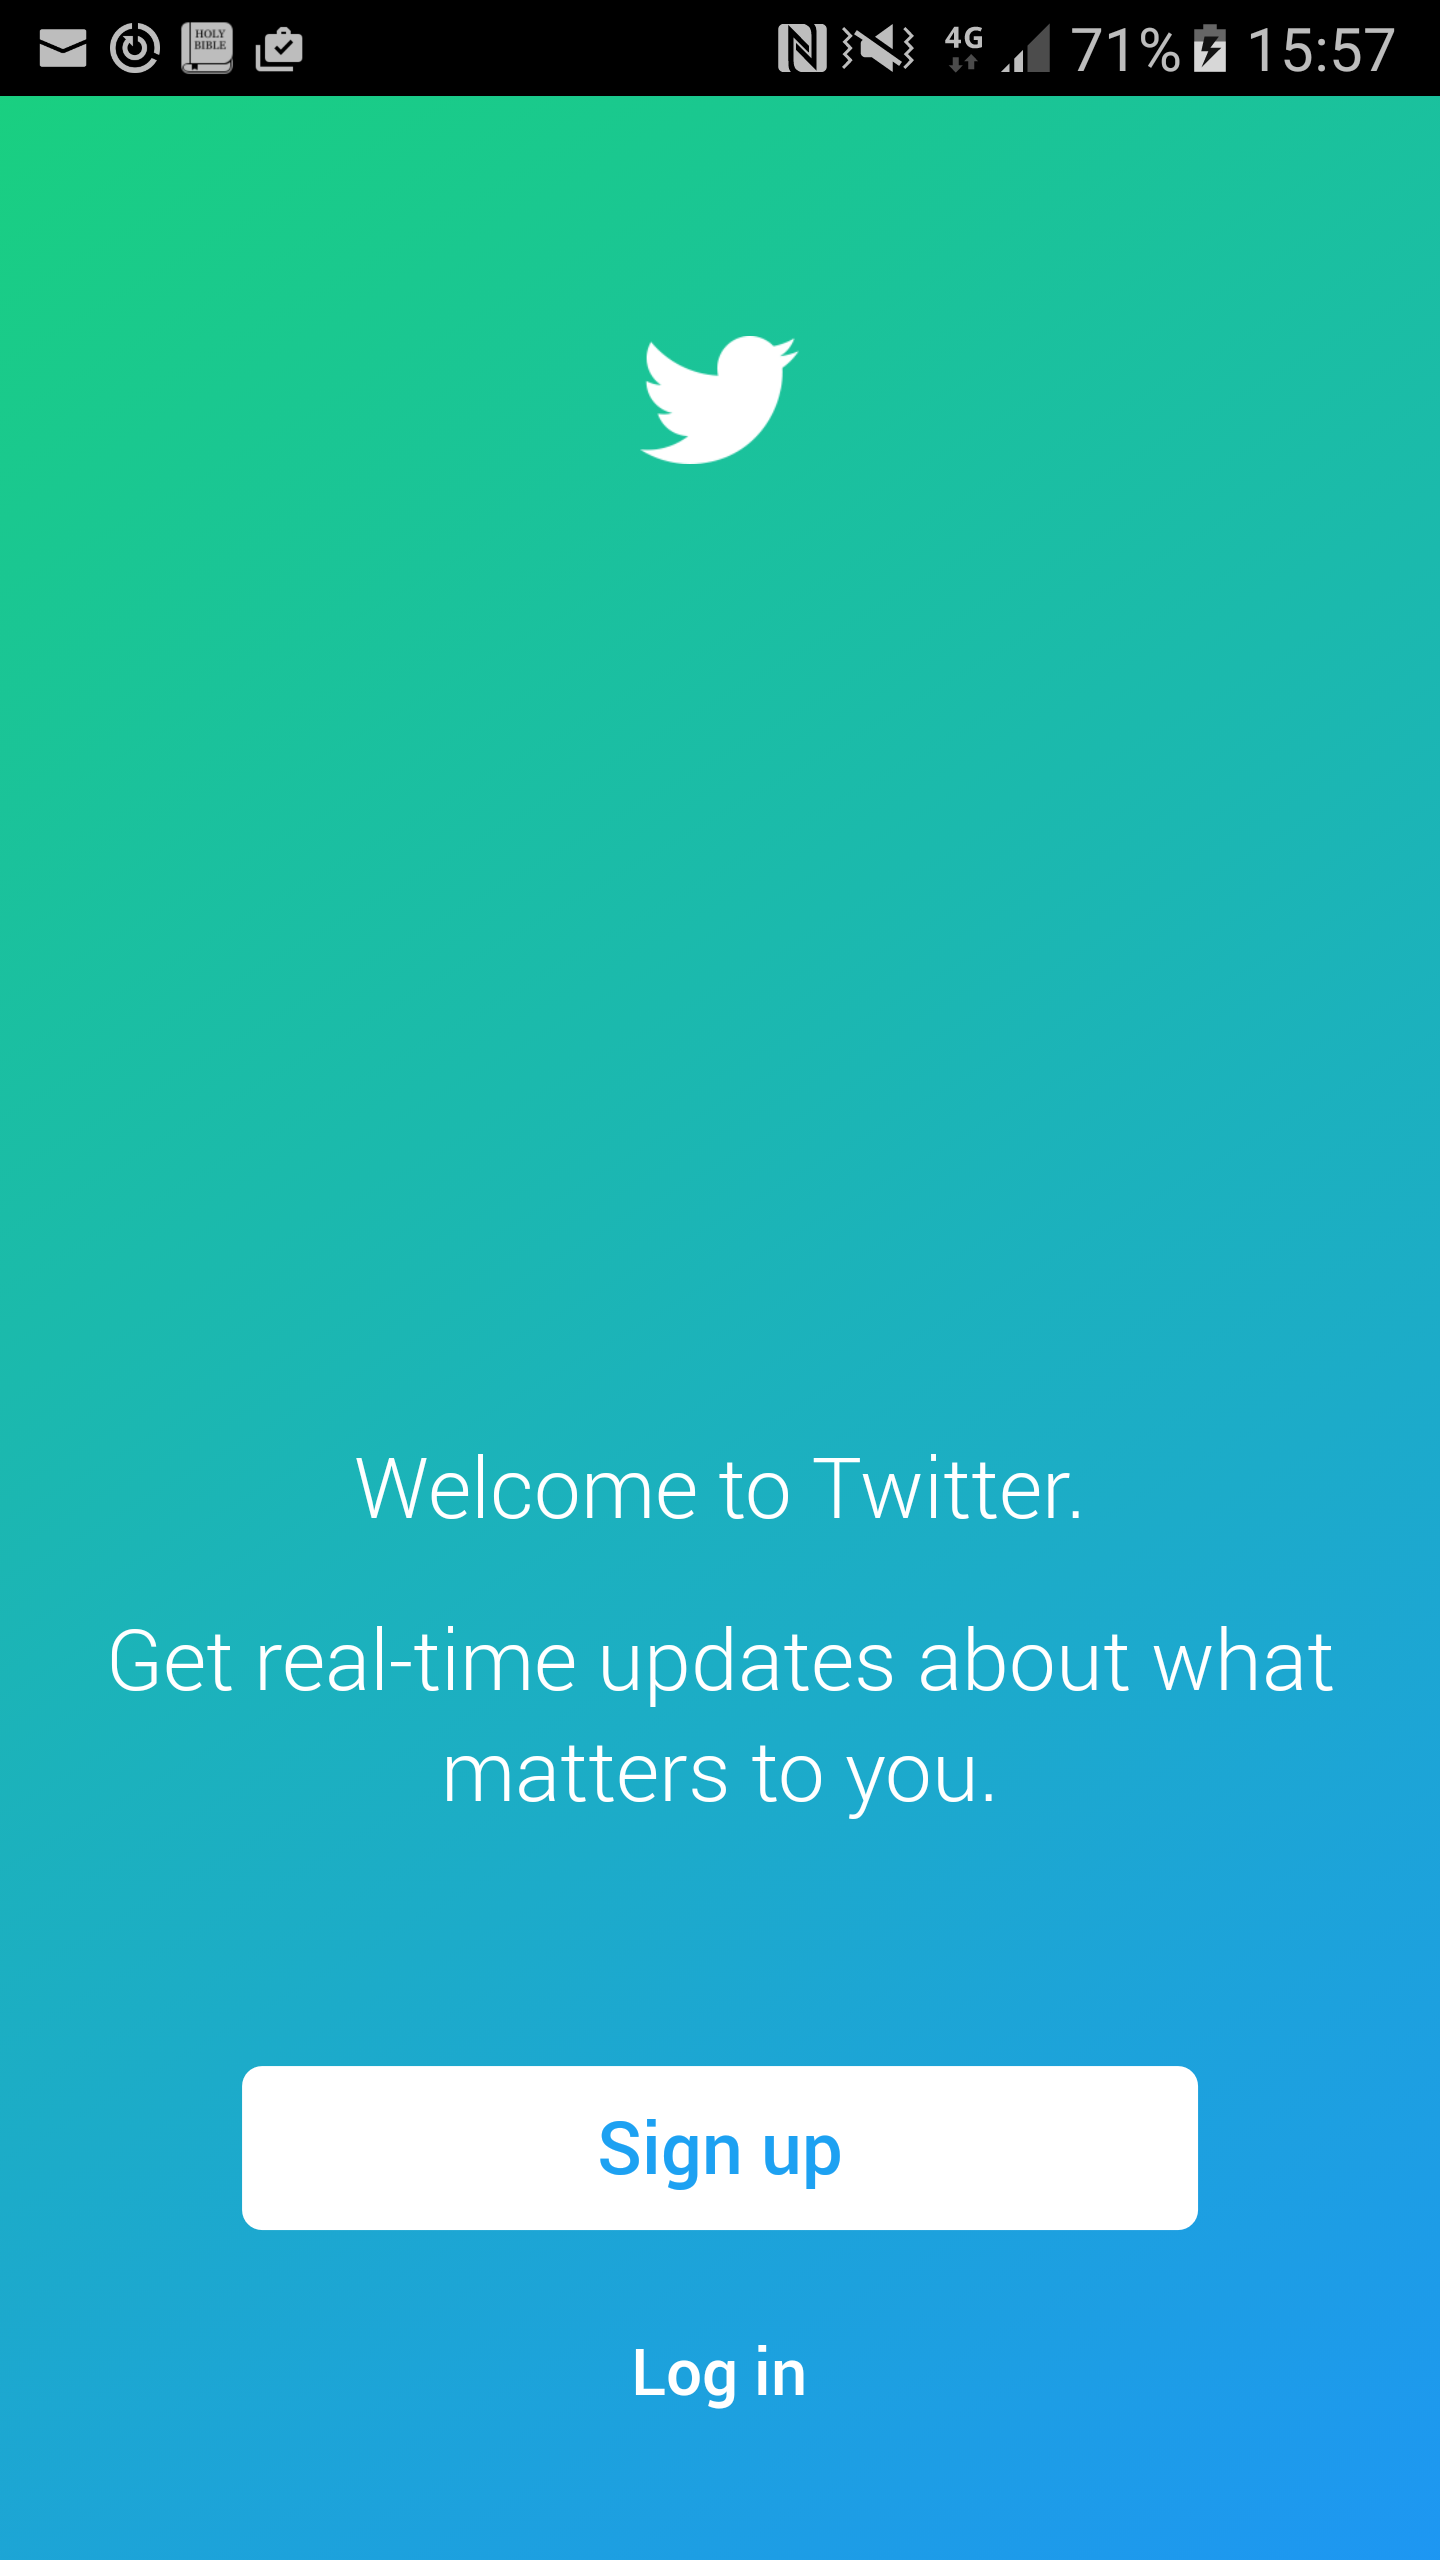 HOLY
BIBLE
4G 71% 15:57
Welcome to Twitter.
Get real-time updates about what
matters to you.
Sign up
Log in